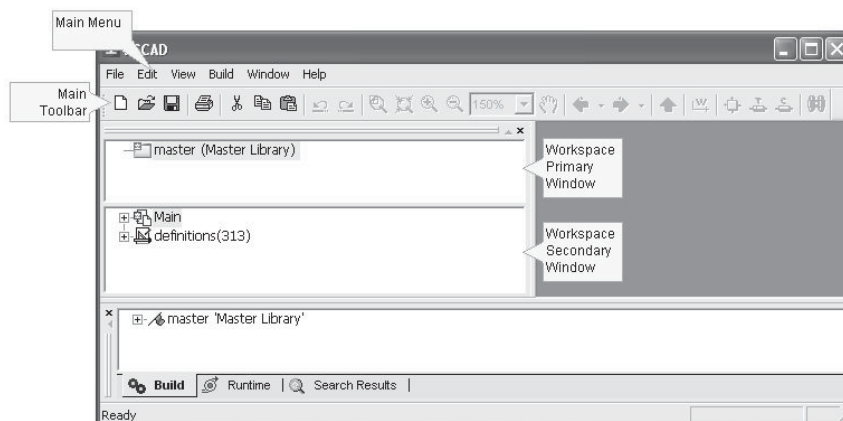 Main Menu
SCAD
File Edit View Build Window Help
Main
Toolbar
150%
master (Master Library)
Workspace
Primary
Window
Main
definitions(313)
Workspace
Secondary
Window
master 'Master Library'
Build Runtime Search Results
Ready